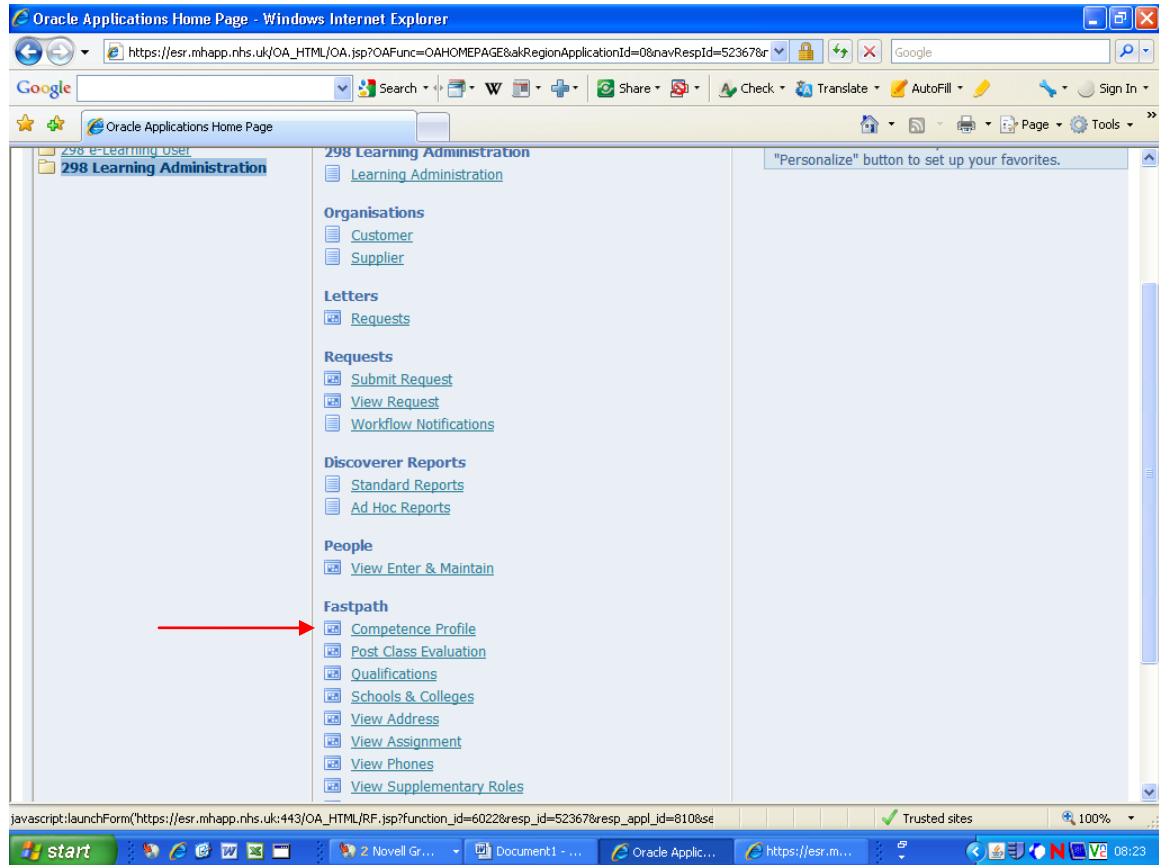 Oracle Applications Home Page - Windows Internet Explorer
https://esr.mhapp.nhs.uk/OA_HTML/OA.jsp?OAFunc=OAHOMEPAGE&akRegionApplicationId=0&navRespId=52367&r
Google
Google Search W Share Check Translate AutoFill Sign In
Oracle Applications Home Page Page Tools »
298 e-Learning User
298 Learning Administration
298 Learning Administration
Learning Administration
Organisations
Customer
Supplier
Letters
Requests
Requests
Submit Request
View Request
Workflow Notifications
Discoverer Reports
Standard Reports
Ad Hoc Reports
People
View Enter & Maintain
Fastpath
Competence Profile
Post Class Evaluation
Qualifications
Schools & Colleges
View Address
View Assignment
View Phones
View Supplementary Roles
"Personalize" button to set up your favorites.
javascript:launchForm('https://esr.mhapp.nhs.uk:443/OA_HTML/RF.jsp?function_id=6022&resp_id=52367&resp_appl_id=810&se Trusted sites 100%
start 2 Novell Gr... Document1 - ... Oracle Applic... https://esr.m... 08:23